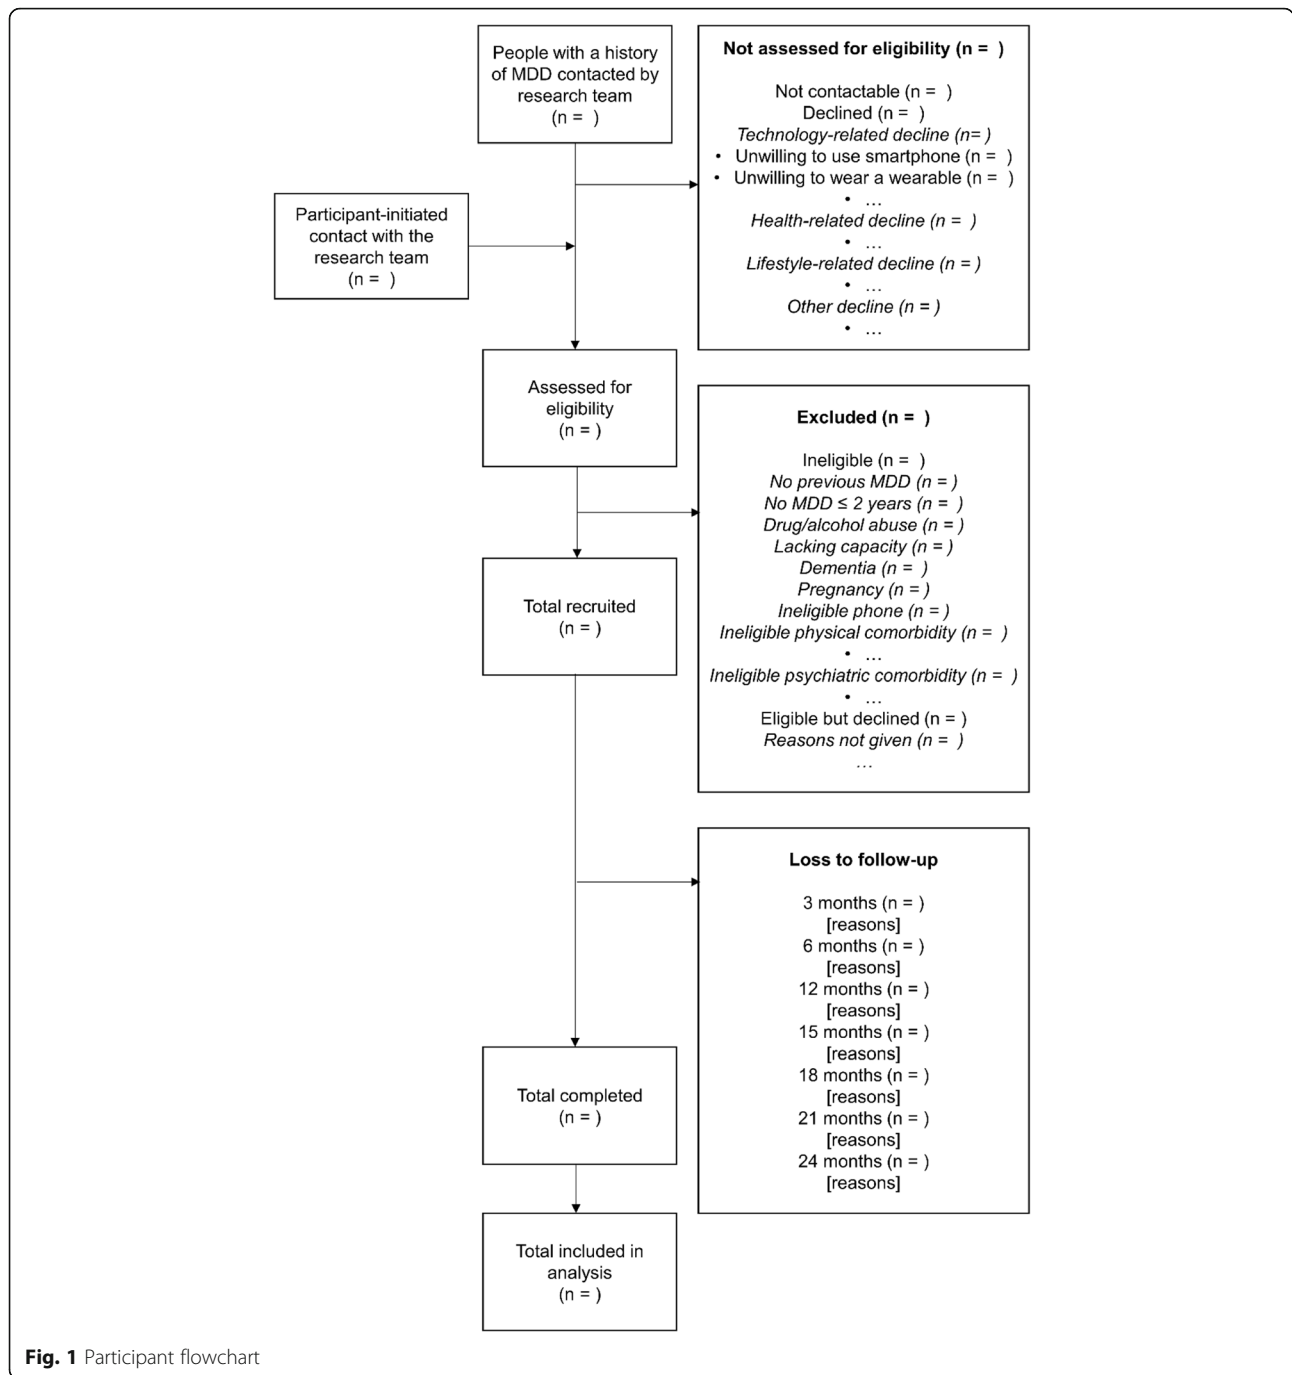 People with a history
of MDD contacted by
research team
(n =  )
Not assessed for eligibility (n =  )
Not contactable (n =  )
Declined (n =  )
Technology-related decline (n= )
• Unwilling to use smartphone (n =  )
• Unwilling to wear a wearable (n =  )
• …
Health-related decline (n =  )
• …
Lifestyle-related decline (n = )
• …
Other decline (n = )
• …
Participant-initiated
contact with the
research team
(n =  )
Assessed for
eligibility
(n = )
Excluded (n =  )
Ineligible (n =  )
No previous MDD (n = )
No MDD ≤ 2 years (n =  )
Drug/alcohol abuse (n = )
Lacking capacity (n = )
Dementia (n =  )
Pregnancy (n = )
Ineligible phone (n = )
Ineligible physical comorbidity (n =  )
• …
Ineligible psychiatric comorbidity (n =  )
• …
Eligible but declined (n = )
Reasons not given (n =  )
…
Total recruited
(n = )
Loss to follow-up
3 months (n = )
[reasons]
6 months (n = )
[reasons]
12 months (n = )
[reasons]
15 months (n = )
[reasons]
18 months (n = )
[reasons]
21 months (n = )
[reasons]
24 months (n = )
[reasons]
Total completed
(n = )
Total included in
analysis
(n = )
Fig. 1 Participant flowchart